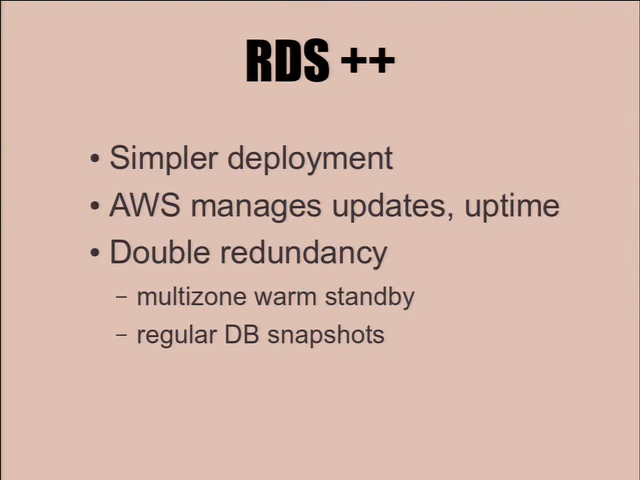 RDS ++
• Simpler deployment
• AWS manages updates, uptime
• Double redundancy
– multizone warm standby
– regular DB snapshots